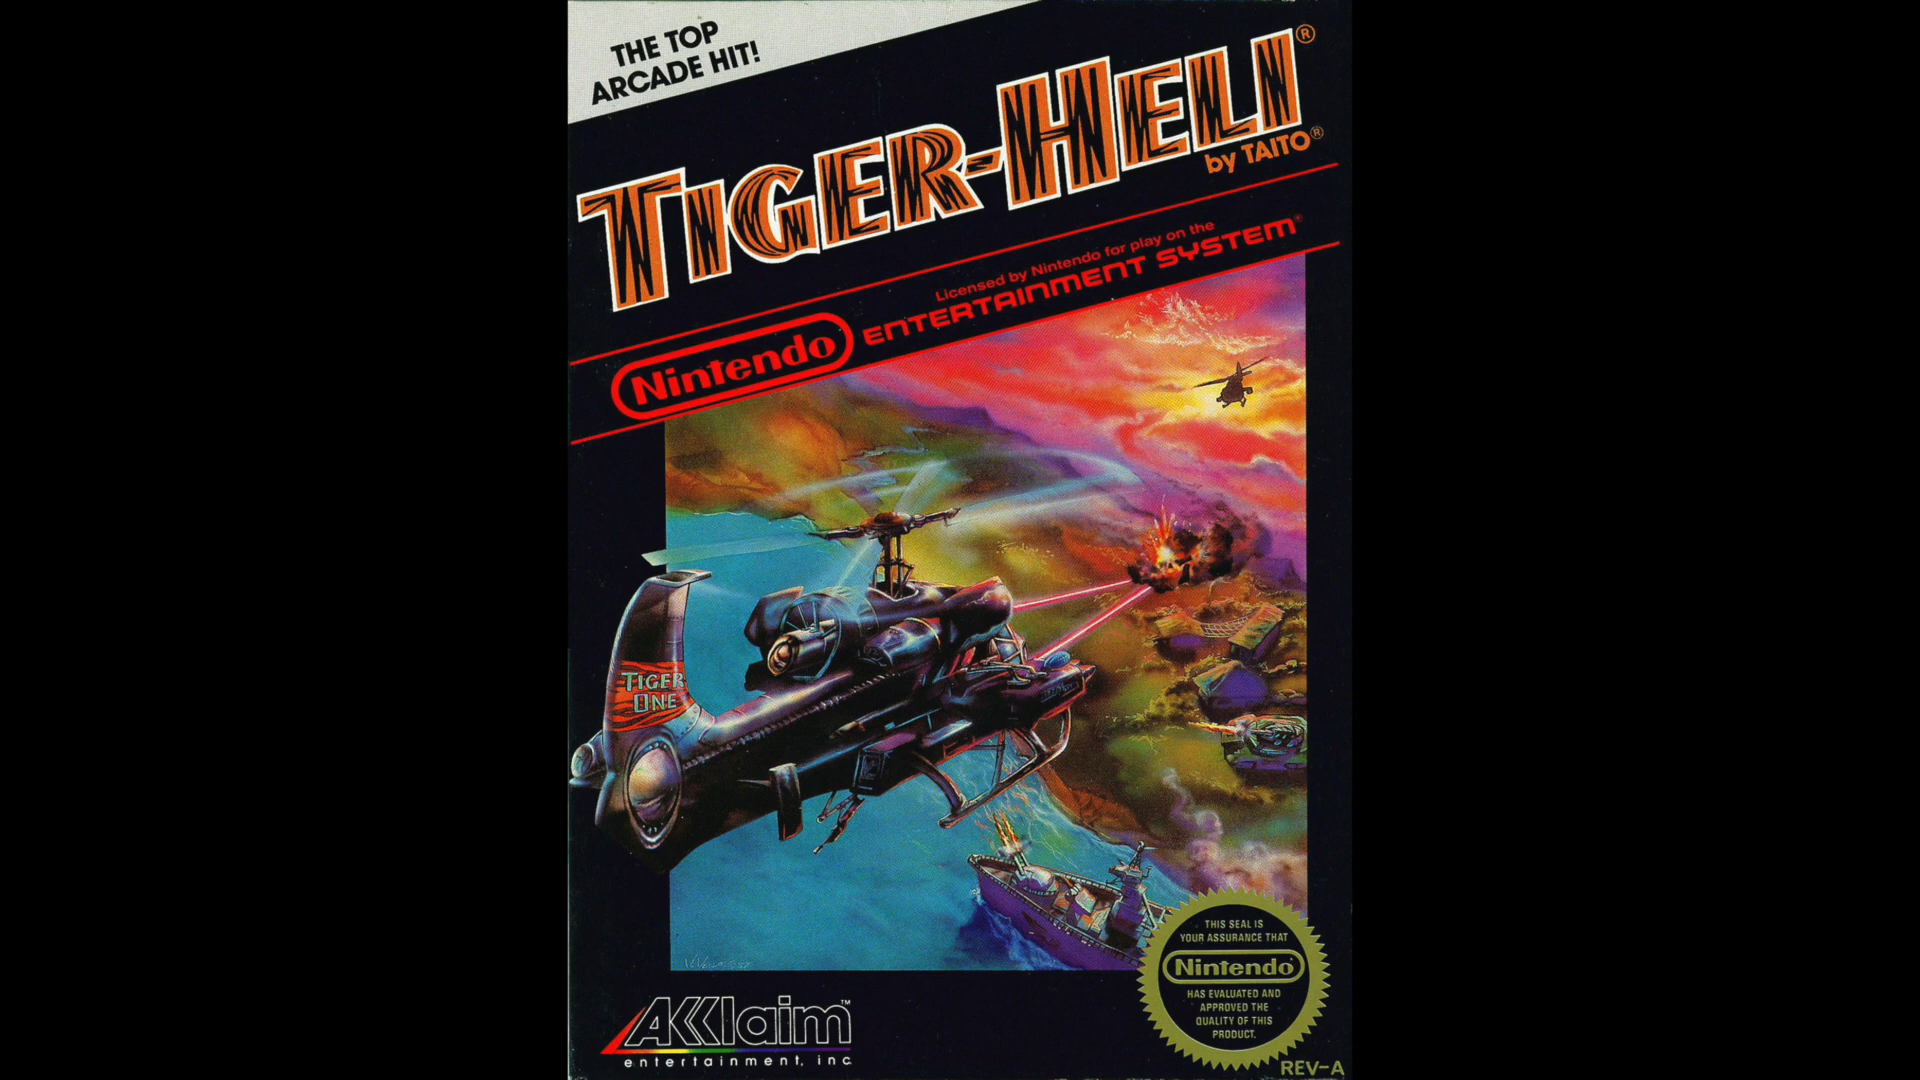 THE TOP
ARCADE HIT!
TIGER-HELI®
by TAITO®
Licensed by Nintendo for play on the
Nintendo ENTERTAINMENT SYSTEM®
TIGER
ONE
THIS SEAL IS
YOUR ASSURANCE THAT
Nintendo
HAS EVALUATED AND
APPROVED THE
QUALITY OF THIS
PRODUCT.
AKKlaim™
entertainment, inc
REV-A